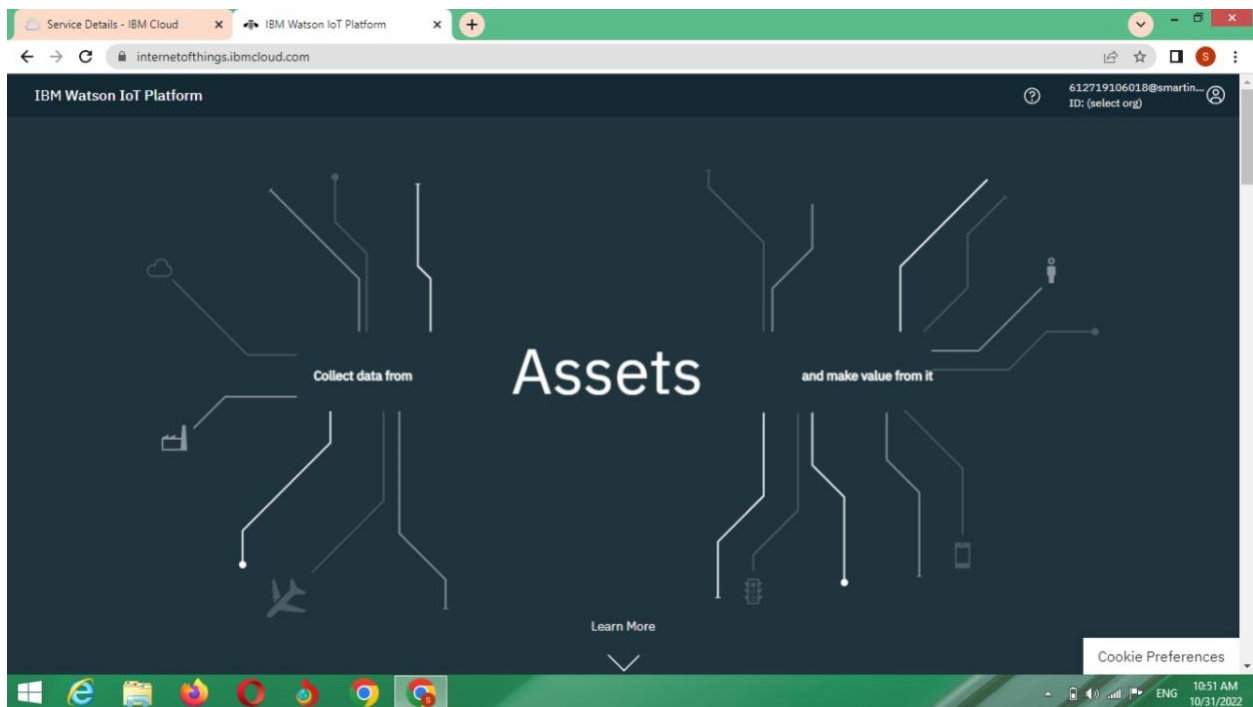 Service Details - IBM Cloud
IBM Watson IoT Platform
internetofthings.ibmcloud.com
S
IBM Watson IoT Platform
612719106018@smartin...
ID: (select org)
Collect data from
Assets
and make value from it
Learn More
Cookie Preferences
ENG
10:51 AM
10/31/2022